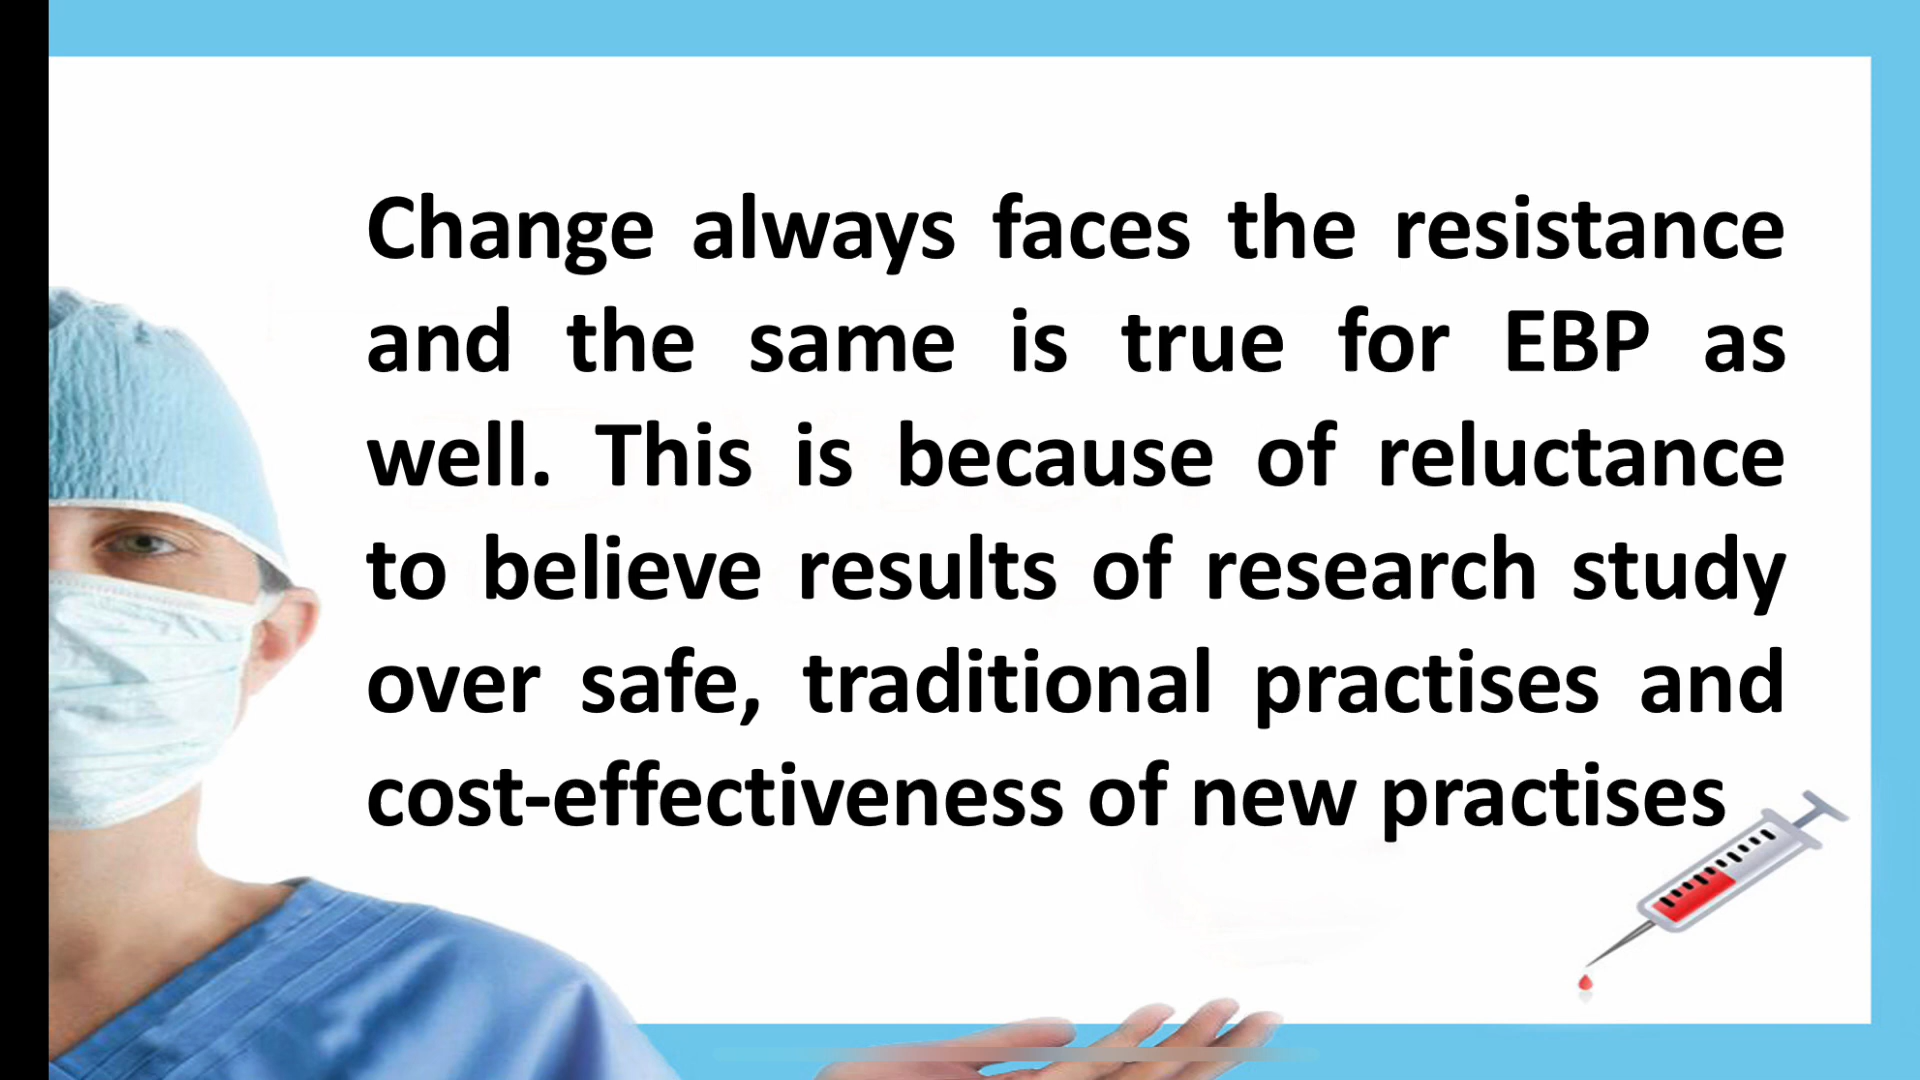 Change always faces the resistance
and the same is true for EBP as
well. This is because of reluctance
to believe results of research study
over safe, traditional practises and
cost-effectiveness of new practises